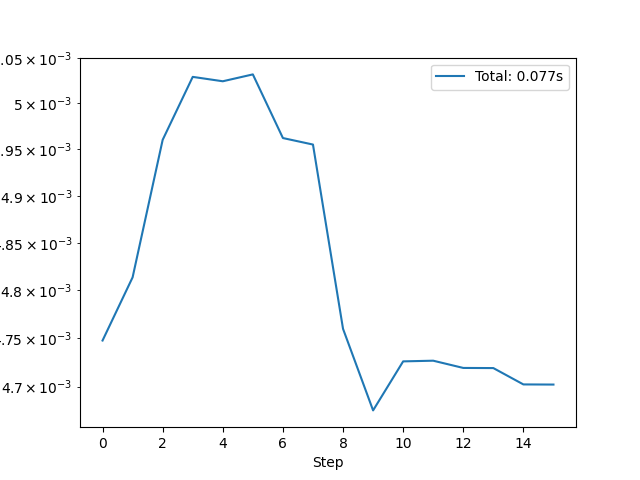 .05 × 10⁻³
5 × 10⁻³
.95 × 10⁻³
4.9 × 10⁻³
.85 × 10⁻³
4.8 × 10⁻³
.75 × 10⁻³
4.7 × 10⁻³
Total: 0.077s
0 2 4 6 8 10 12 14
Step